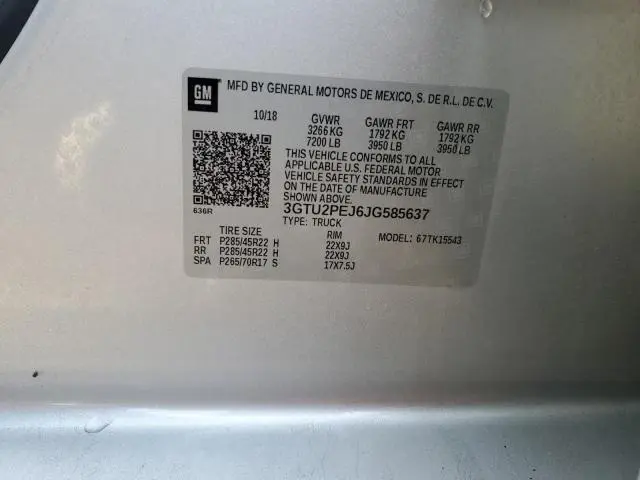 GM
MFD BY GENERAL MOTORS DE MEXICO, S. DE R.L. DE C.V.
10/18 GVWR GAWR FRT GAWR RR
3266 KG 1792 KG 1792 KG
7200 LB 3950 LB 3950 LB
THIS VEHICLE CONFORMS TO ALL
APPLICABLE U.S. FEDERAL MOTOR
VEHICLE SAFETY STANDARDS IN EFFECT ON
THE DATE OF MANUFACTURE
SHOWN ABOVE.
636R 3GTU2PEJ6JG585637
TYPE: TRUCK
TIRE SIZE RIM MODEL: 67TK15543
FRT P285/45R22 H 22X9J
RR P285/45R22 H 22X9J
SPA P265/70R17 S 17X7.5J